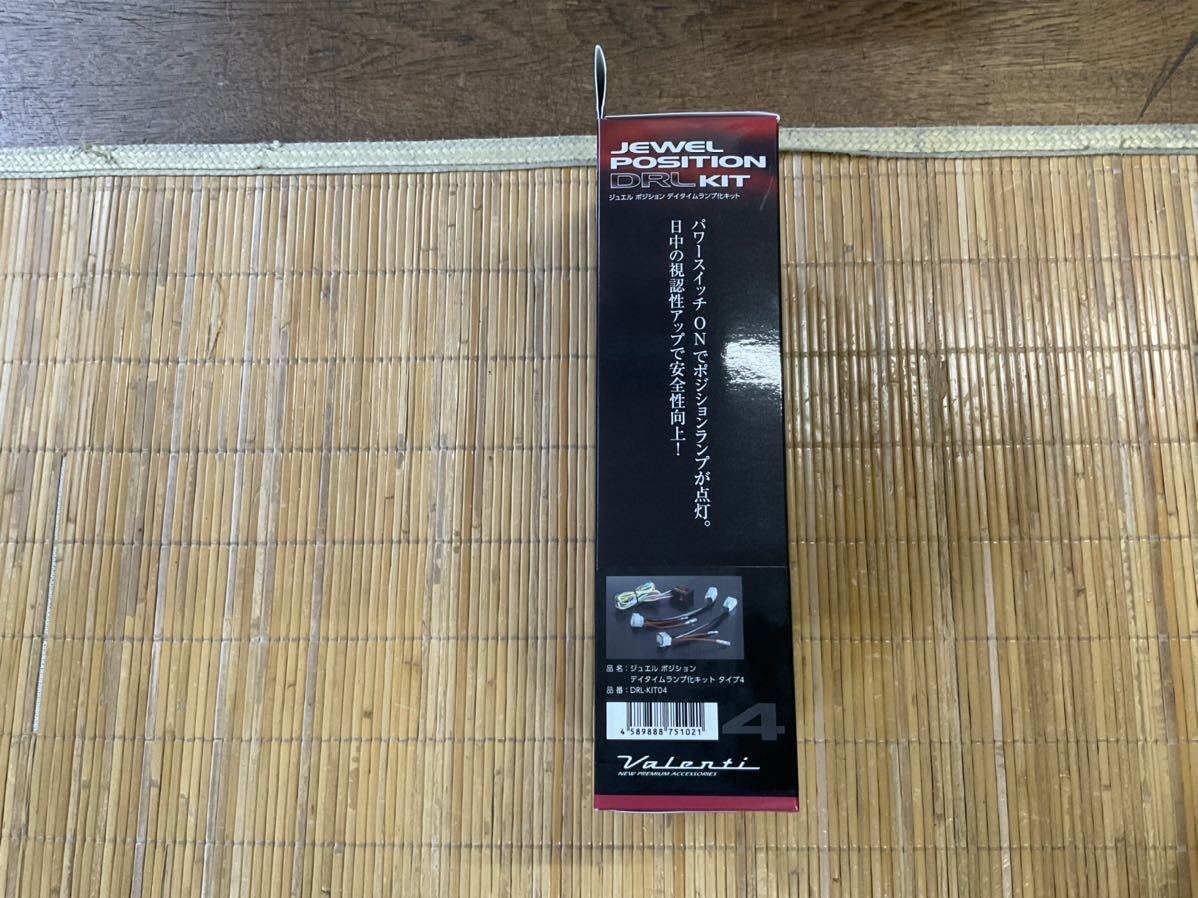 JEWEL
POSITION
DRL KIT
ジュエル ポジション デイタイムランプ化キット
パワースイッチ ONでポジションランプが点灯。
日中の視認性アップで安全性向上！
品 名：ジュエル ポジション
デイタイムランプ化キット タイプ4
品 番：DRL-KIT04
4 589888 751021
4
Valenti
NEW PREMIUM ACCESSORIES